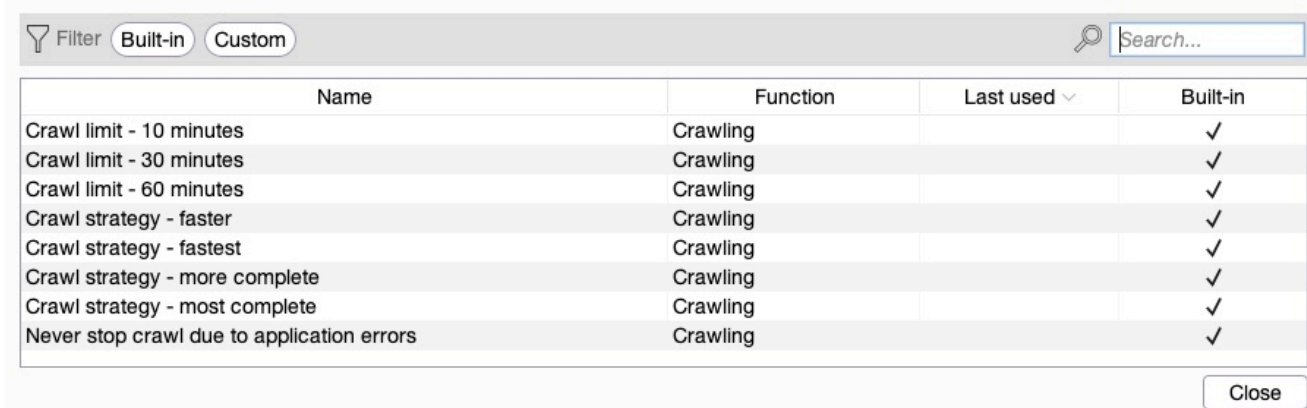 Filter Built-in Custom Search...
Name Function Last used Built-in
Crawl limit - 10 minutes Crawling ✓
Crawl limit - 30 minutes Crawling ✓
Crawl limit - 60 minutes Crawling ✓
Crawl strategy - faster Crawling ✓
Crawl strategy - fastest Crawling ✓
Crawl strategy - more complete Crawling ✓
Crawl strategy - most complete Crawling ✓
Never stop crawl due to application errors Crawling ✓
Close